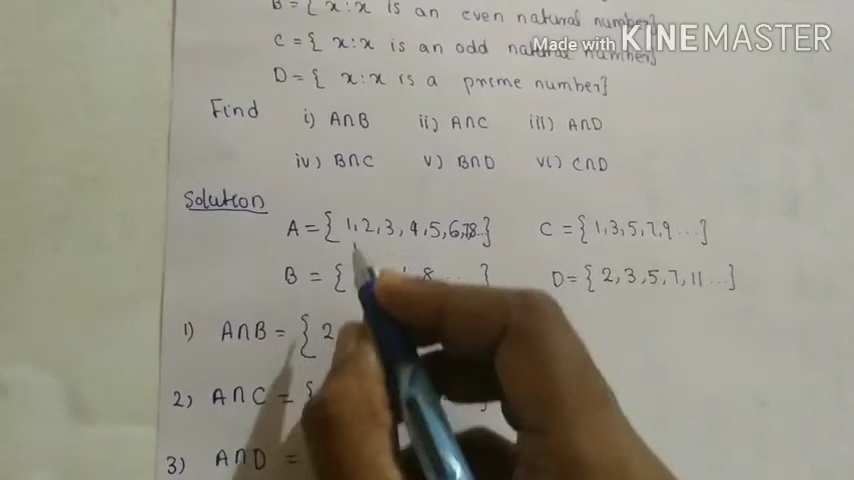 B = { x : x is an even natural number}
C = { x : x is an odd natural number}
Made with KINEMASTER
D = { x : x is a prime number}
Find i) A∩B ii) A∩C iii) A∩D
iv) B∩C v) B∩D vi) C∩D
Solution
A = { 1, 2, 3, 4, 5, 6, 7, 8...} C = { 1, 3, 5, 7, 9 ...}
B = { 8 ... } D = { 2, 3, 5, 7, 11 ...}
1) A∩B = { 2
2) A∩C = {
3) A∩D =